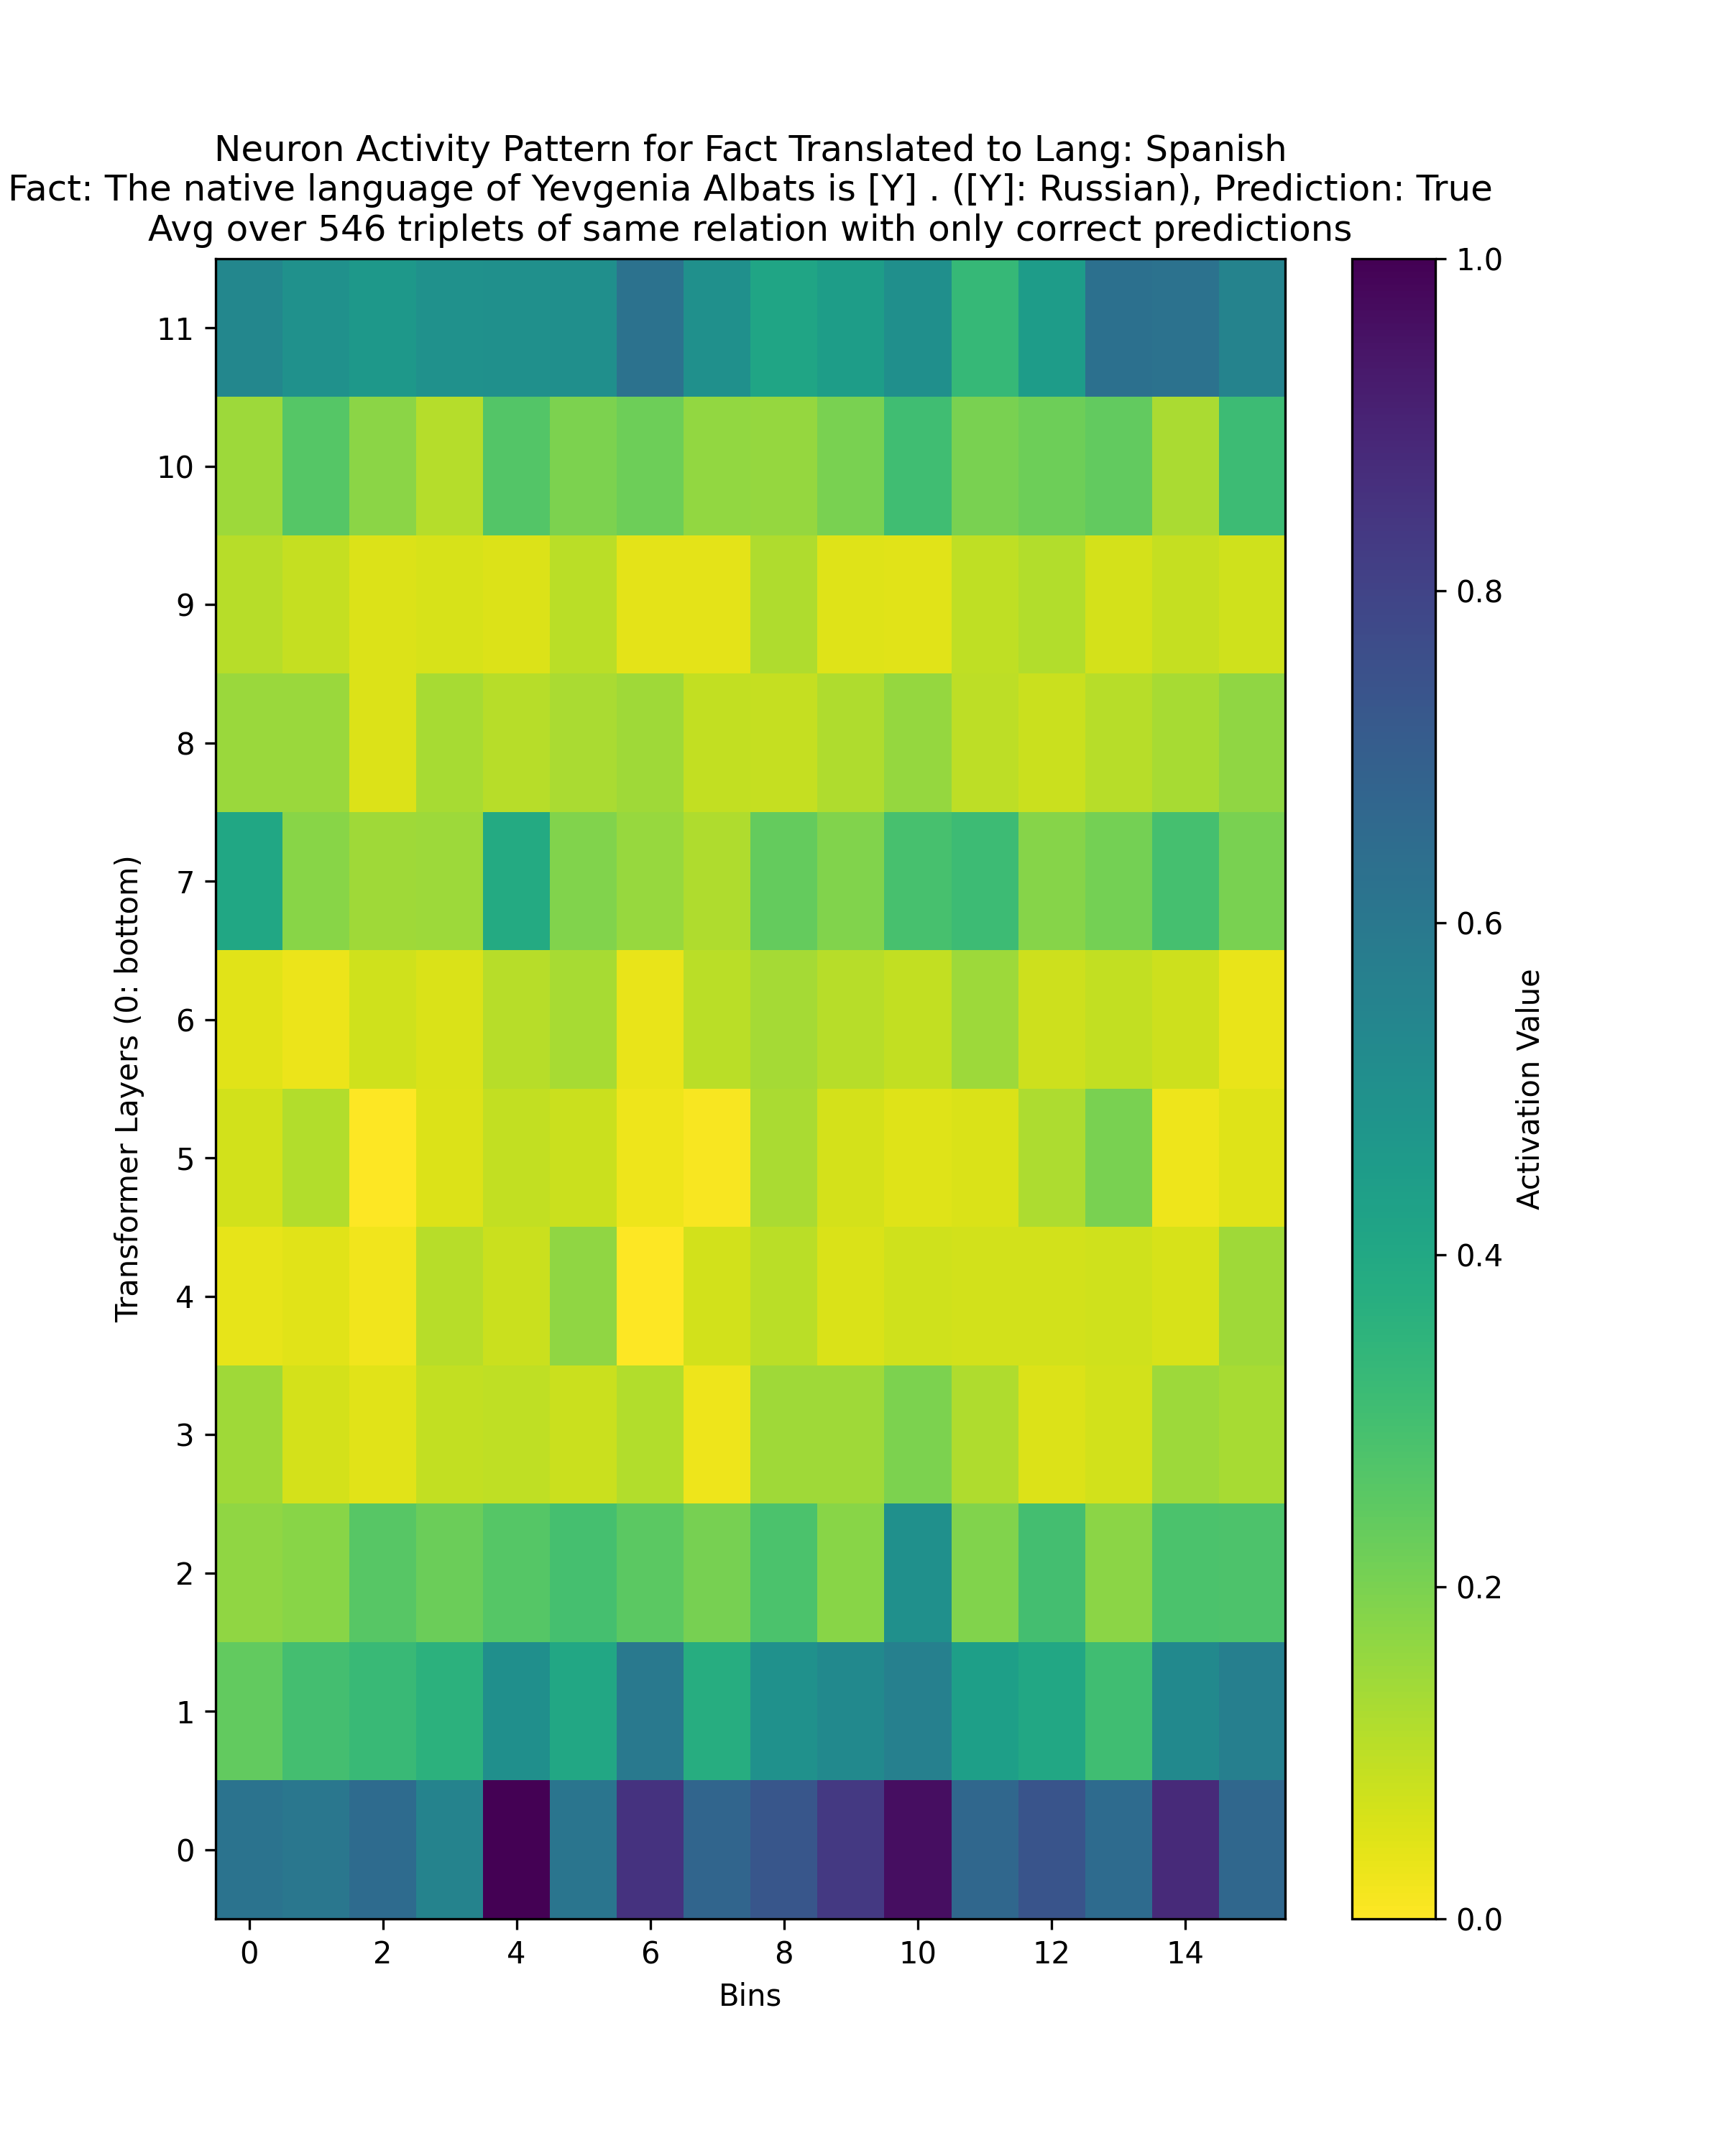 Neuron Activity Pattern for Fact Translated to Lang: Spanish
Fact: The native language of Yevgenia Albats is [Y] . ([Y]: Russian), Prediction: True
Avg over 546 triplets of same relation with only correct predictions
11
10
9
8
7
6
5
4
3
2
1
0
Transformer Layers (0: bottom)
0 2 4 6 8 10 12 14
Bins
1.0
0.8
0.6
0.4
0.2
0.0
Activation Value